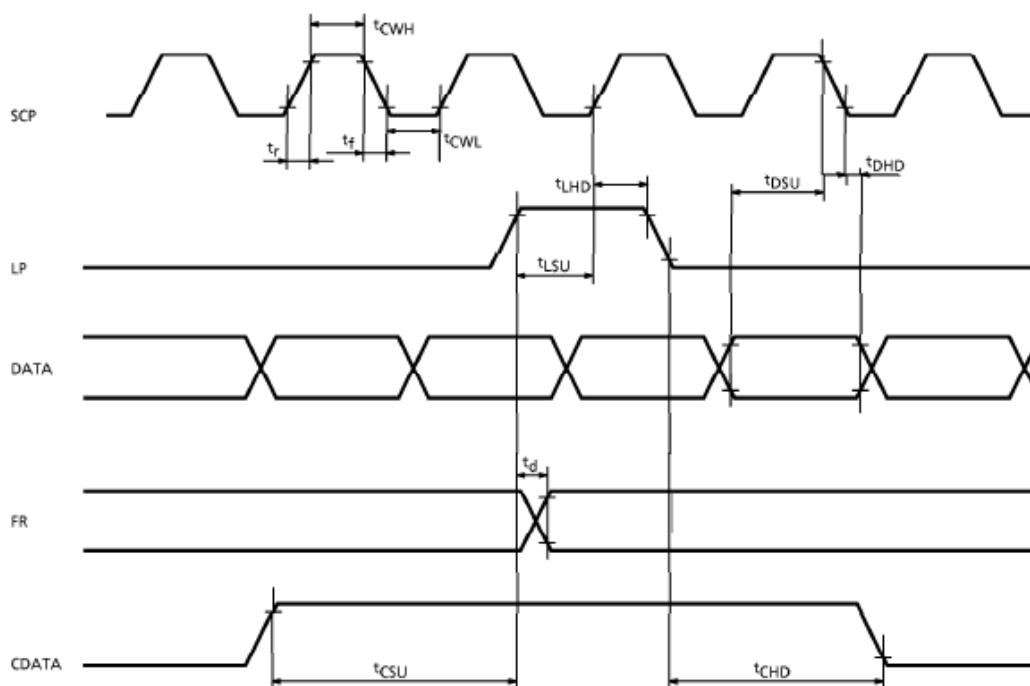 tCWH
SCP
tr
tf
tCWL
tLHD
tDSU
tDHD
LP
tLSU
DATA
td
FR
CDATA
tCSU
tCHD